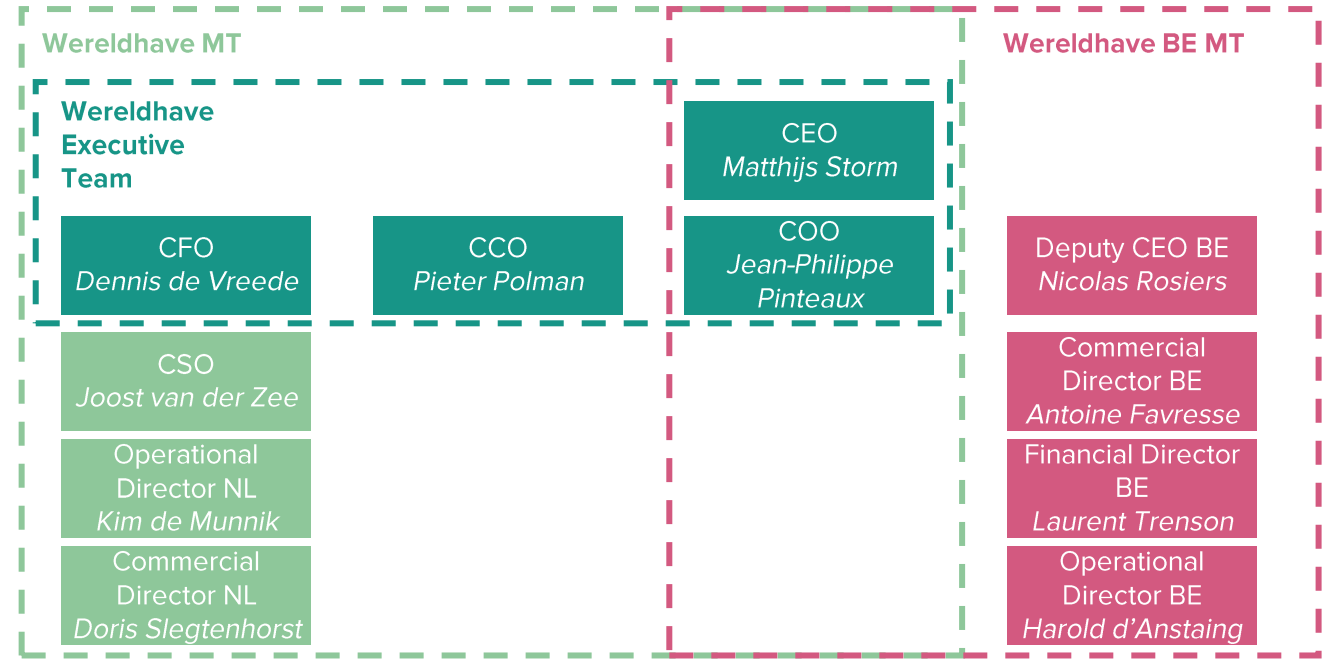 Wereldhave MT
Wereldhave BE MT
Wereldhave
Executive
Team
CEO
Matthijs Storm
CFO
Dennis de Vreede
CCO
Pieter Polman
COO
Jean-Philippe
Pinteaux
Deputy CEO BE
Nicolas Rosiers
CSO
Joost van der Zee
Commercial
Director BE
Antoine Favresse
Operational
Director NL
Kim de Munnik
Financial Director
BE
Laurent Trenson
Commercial
Director NL
Doris Slegtenhorst
Operational
Director BE
Harold d’Anstaing